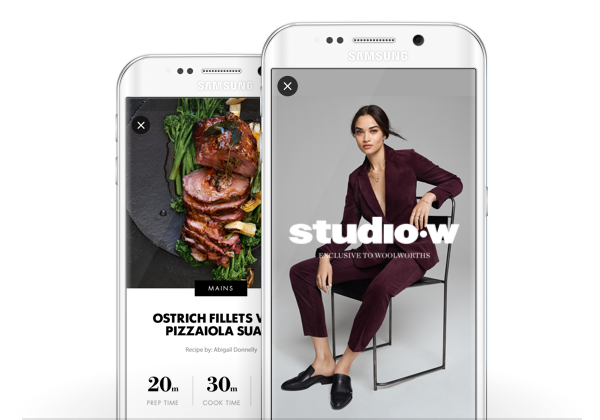 SAMSUNG
MAINS
OSTRICH FILLETS
PIZZAIOLA
Recipe by: Abigail Donnelly
20m
PREP TIME
30m
COOK TIME
SAMSUNG
studio·w
EXCLUSIVE TO WOOLWORTHS